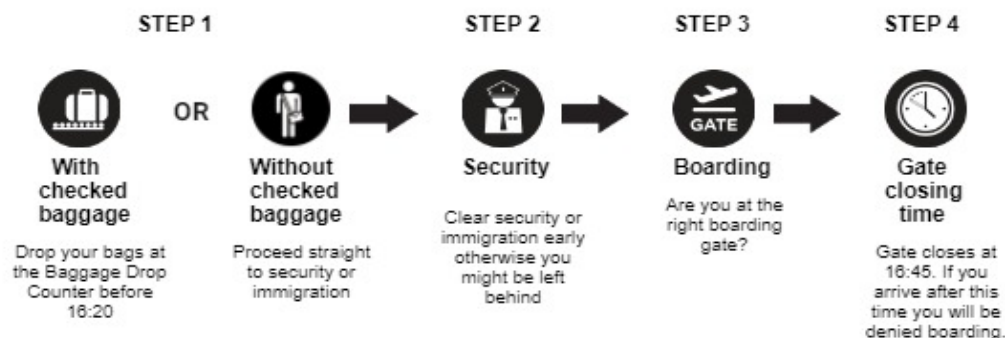 STEP 1
With
checked
baggage
Drop your bags at
the Baggage Drop
Counter before
16:20
OR
Without
checked
baggage
Proceed straight
to security or
immigration
STEP 2
Security
Clear security or
immigration early
otherwise you
might be left
behind
STEP 3
GATE
Boarding
Are you at the
right boarding
gate?
STEP 4
Gate
closing
time
Gate closes at
16:45. If you
arrive after this
time you will be
denied boarding.